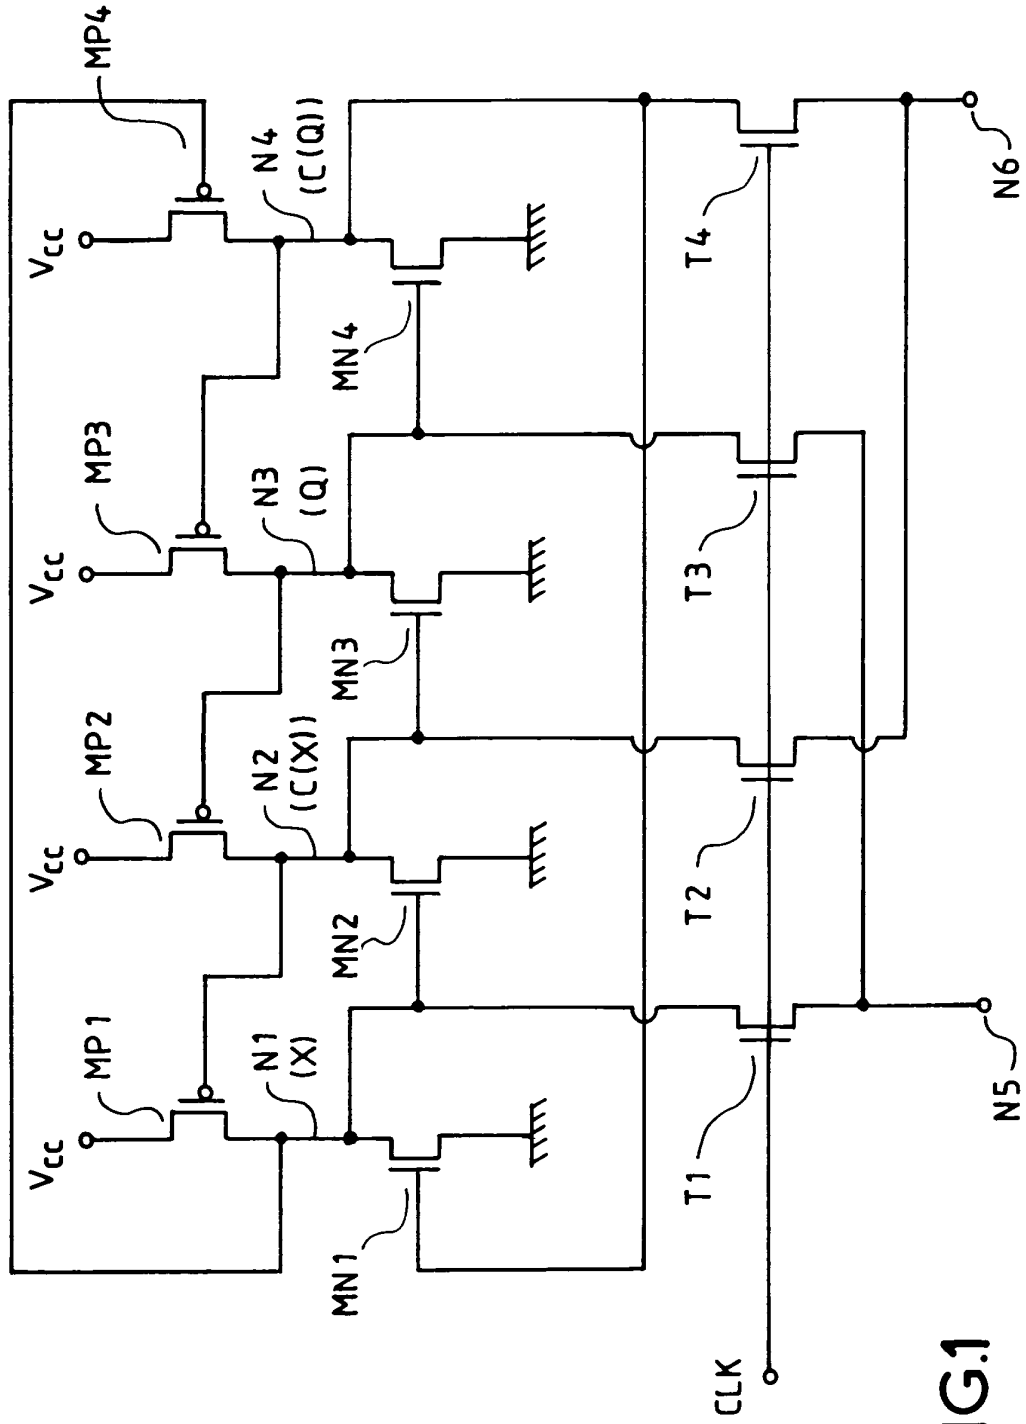 Vcc
Vcc
Vcc
Vcc
MP1
MP2
MP3
MP4
N1
(X)
N2
(C(X))
N3
(Q)
N4
(C(Q))
MN1
MN2
MN3
MN4
T1
T2
T3
T4
CLK
N5
N6
IG.1